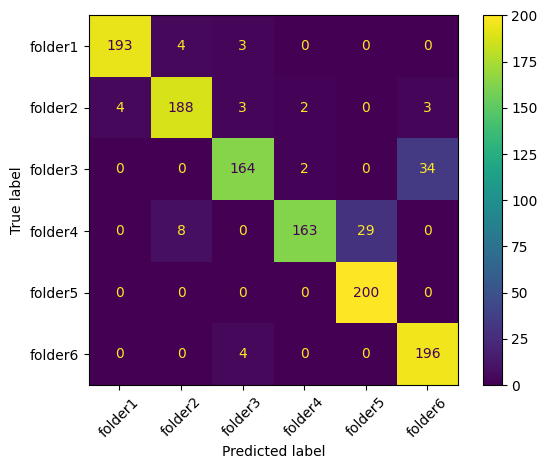 folder1 193 4 3 0 0 0
folder2 4 188 3 2 0 3
folder3 0 0 164 2 0 34
folder4 0 8 0 163 29 0
folder5 0 0 0 0 200 0
folder6 0 0 4 0 0 196
folder1 folder2 folder3 folder4 folder5 folder6
Predicted label
True label
200
175
150
125
100
75
50
25
0